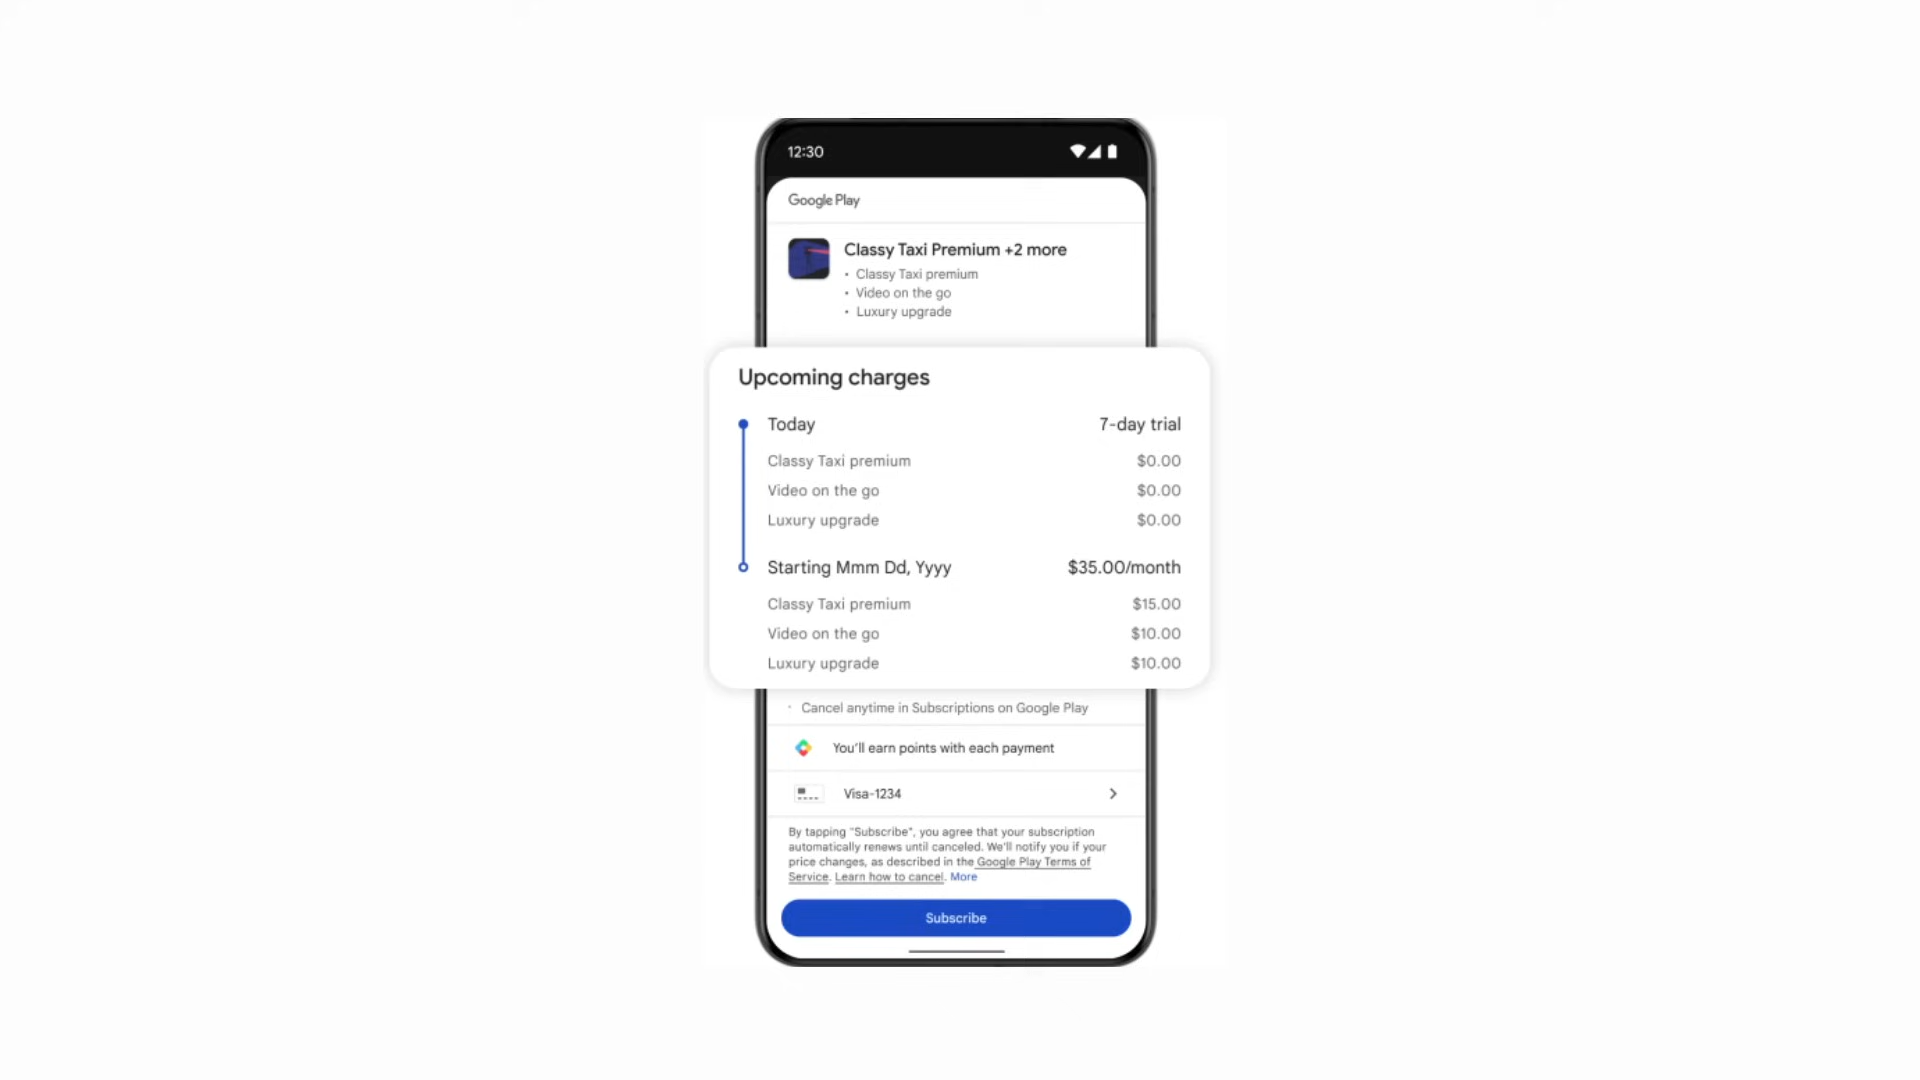 12:30
Google Play
Classy Taxi Premium +2 more
• Classy Taxi premium
• Video on the go
• Luxury upgrade
Upcoming charges
Today 7-day trial
Classy Taxi premium $0.00
Video on the go $0.00
Luxury upgrade $0.00
Starting Mmm Dd, Yyyy $35.00/month
Classy Taxi premium $15.00
Video on the go $10.00
Luxury upgrade $10.00
• Cancel anytime in Subscriptions on Google Play
You'll earn points with each payment
Visa-1234
By tapping "Subscribe", you agree that your subscription
automatically renews until canceled. We'll notify you if your
price changes, as described in the Google Play Terms of
Service. Learn how to cancel. More
Subscribe